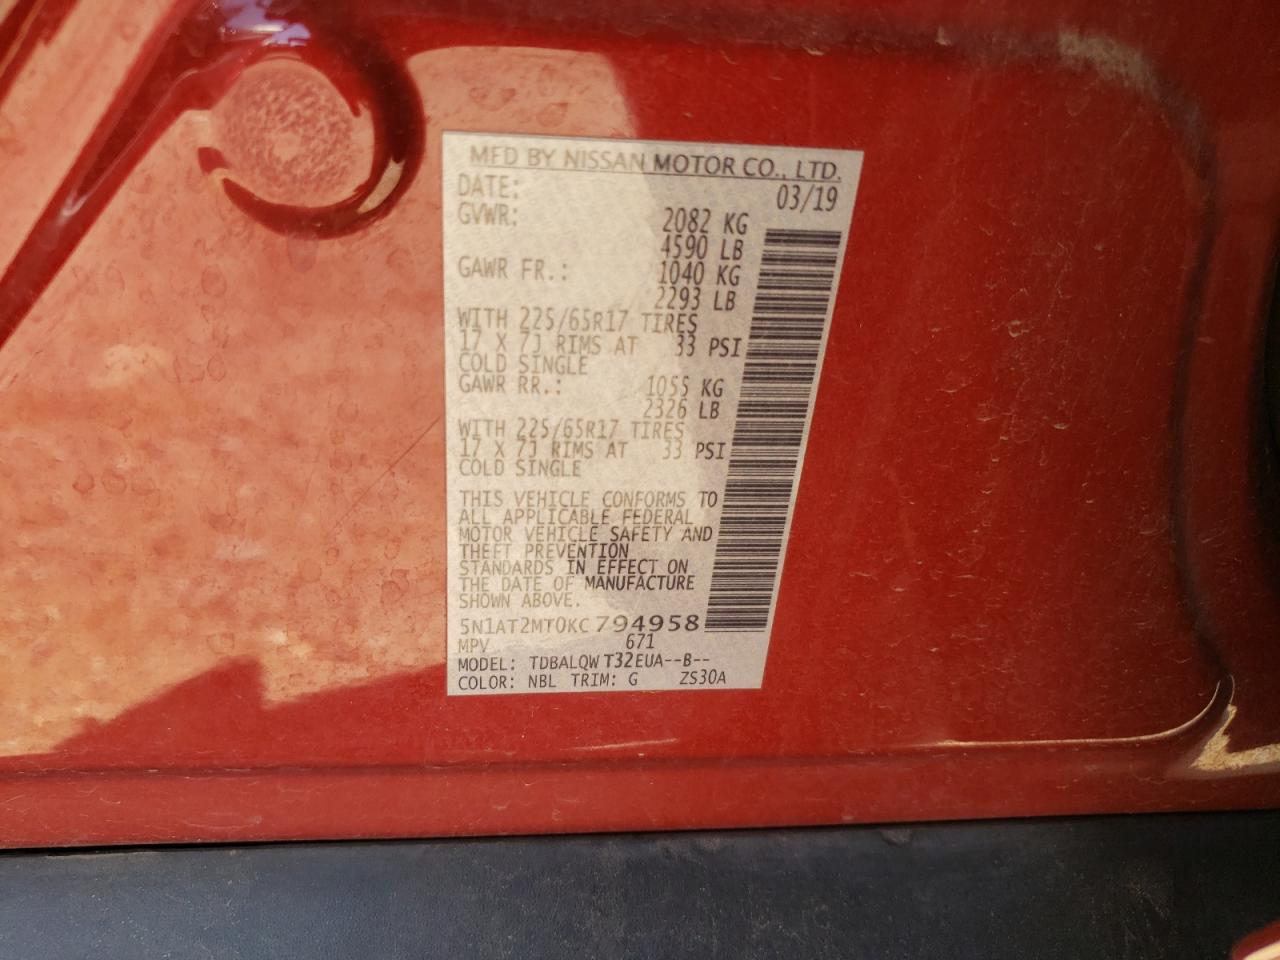 MFD BY NISSAN MOTOR CO., LTD.
DATE: 03/19
GVWR: 2082 KG
4590 LB
GAWR FR.: 1040 KG
2293 LB
WITH 225/65R17 TIRES
17 X 7J RIMS AT 33 PSI
COLD SINGLE
GAWR RR.: 1055 KG
2326 LB
WITH 225/65R17 TIRES
17 X 7J RIMS AT 33 PSI
COLD SINGLE
THIS VEHICLE CONFORMS TO
ALL APPLICABLE FEDERAL
MOTOR VEHICLE SAFETY AND
THEFT PREVENTION
STANDARDS IN EFFECT ON
THE DATE OF MANUFACTURE
SHOWN ABOVE.
5N1AT2MT0KC794958
MPV 671
MODEL: TDBALQW T32EUA--B--
COLOR: NBL TRIM: G ZS30A